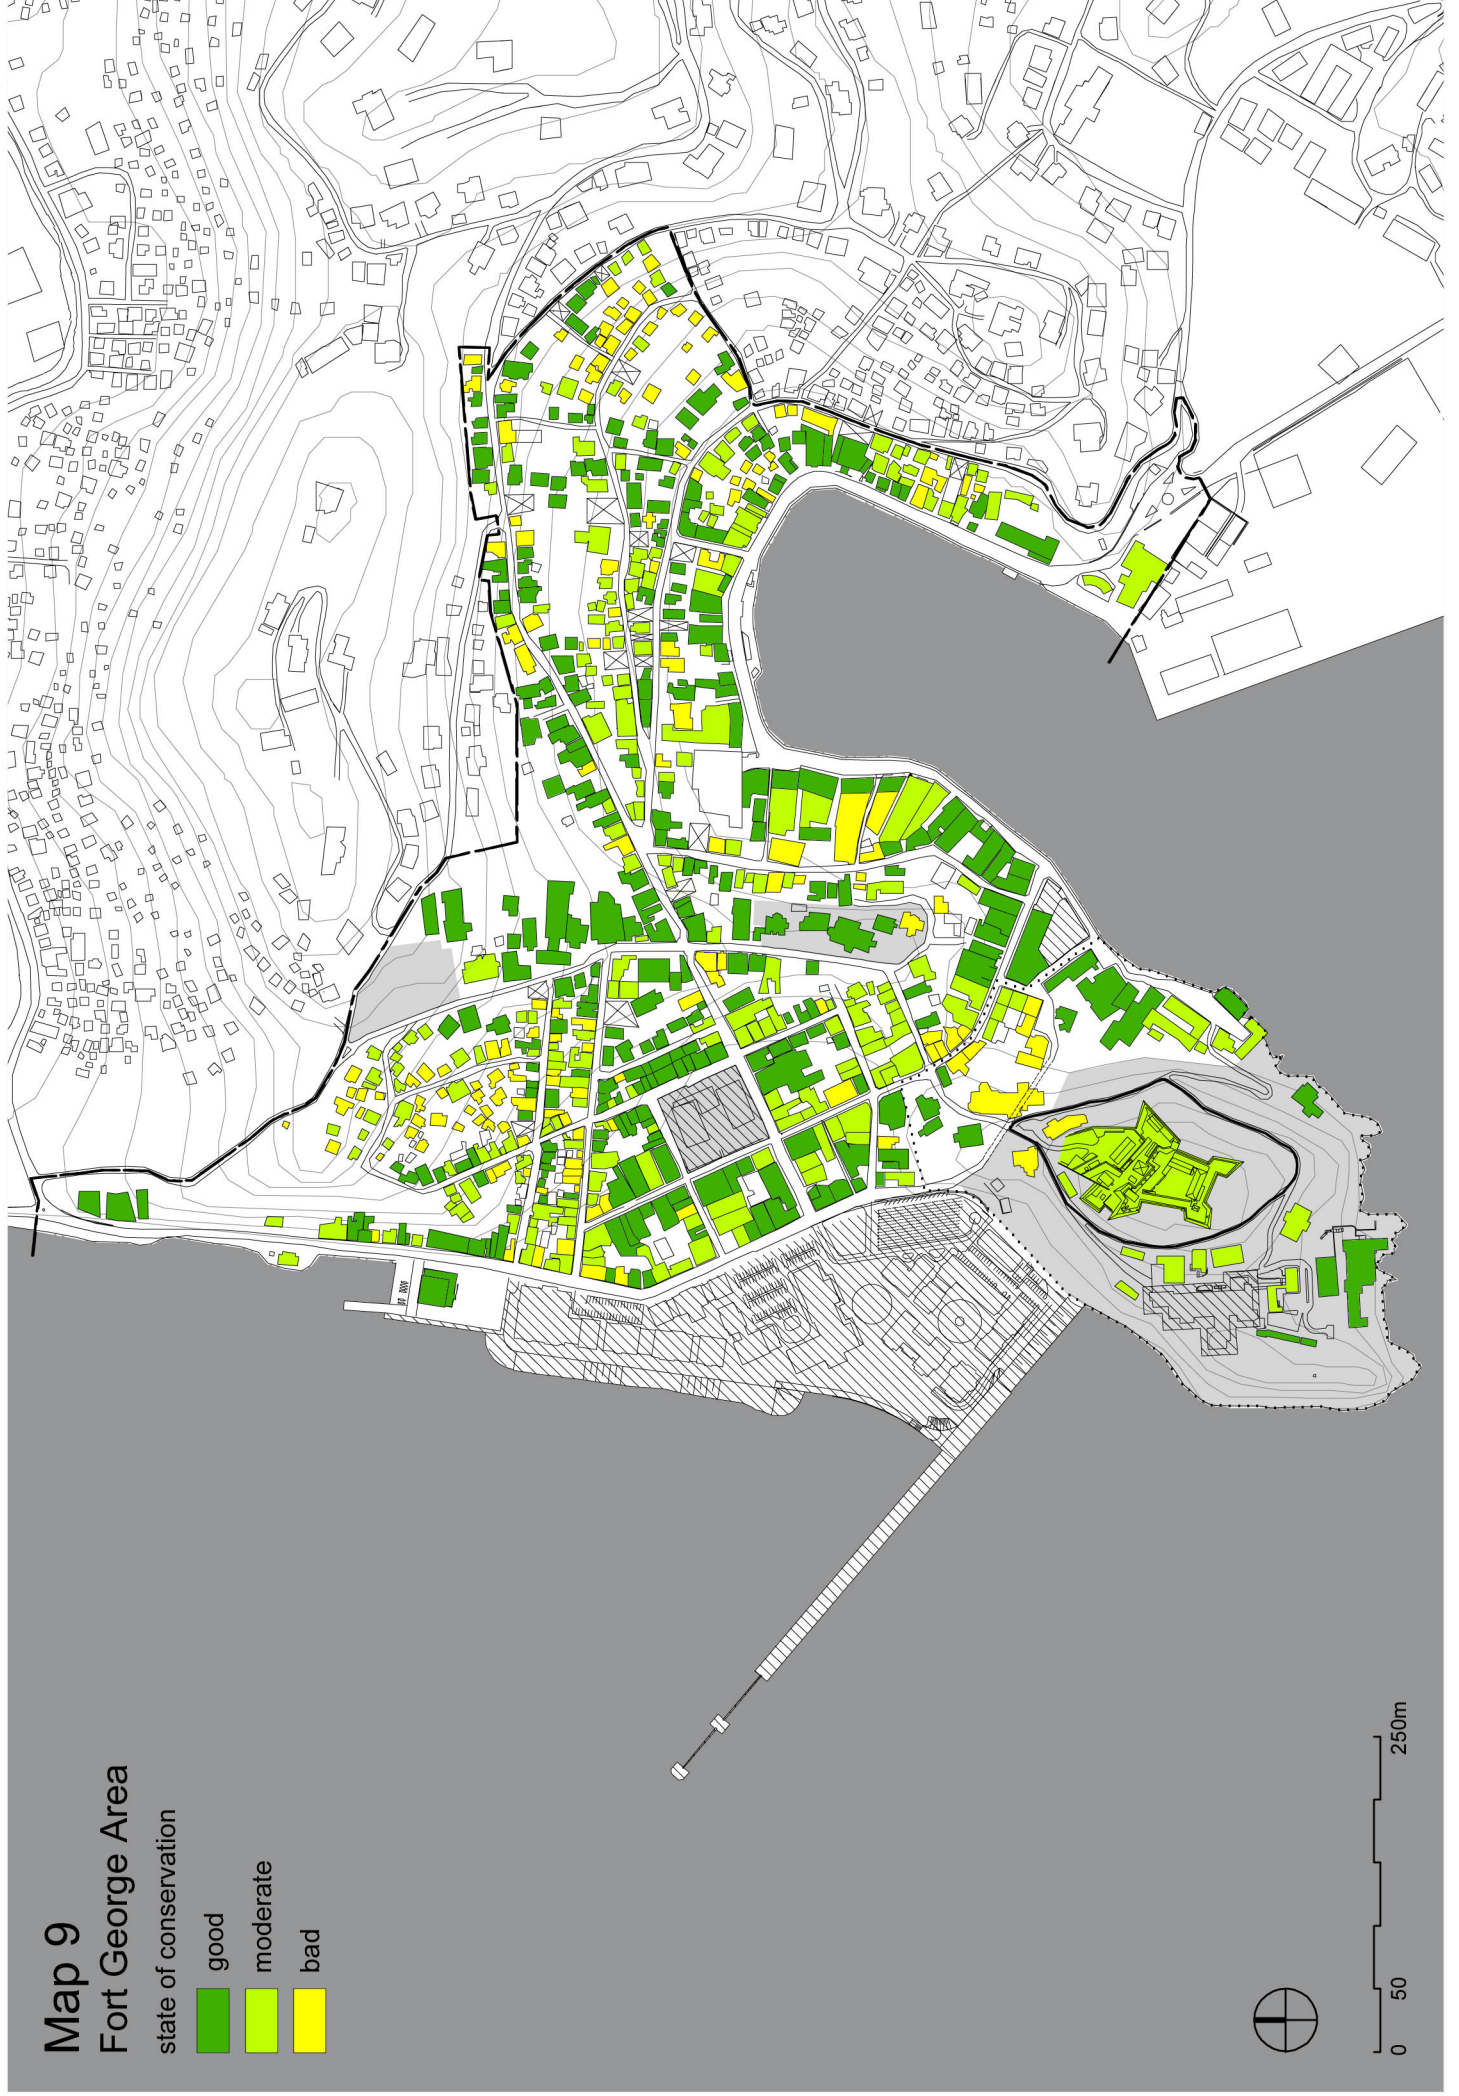 Map 9
Fort George Area
state of conservation
good
moderate
bad
0 50 250m